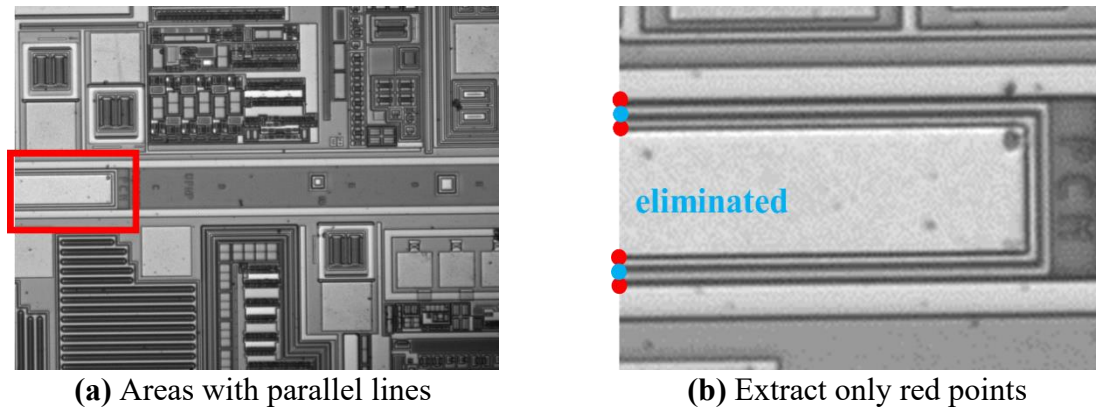 eliminated
(a) Areas with parallel lines
(b) Extract only red points